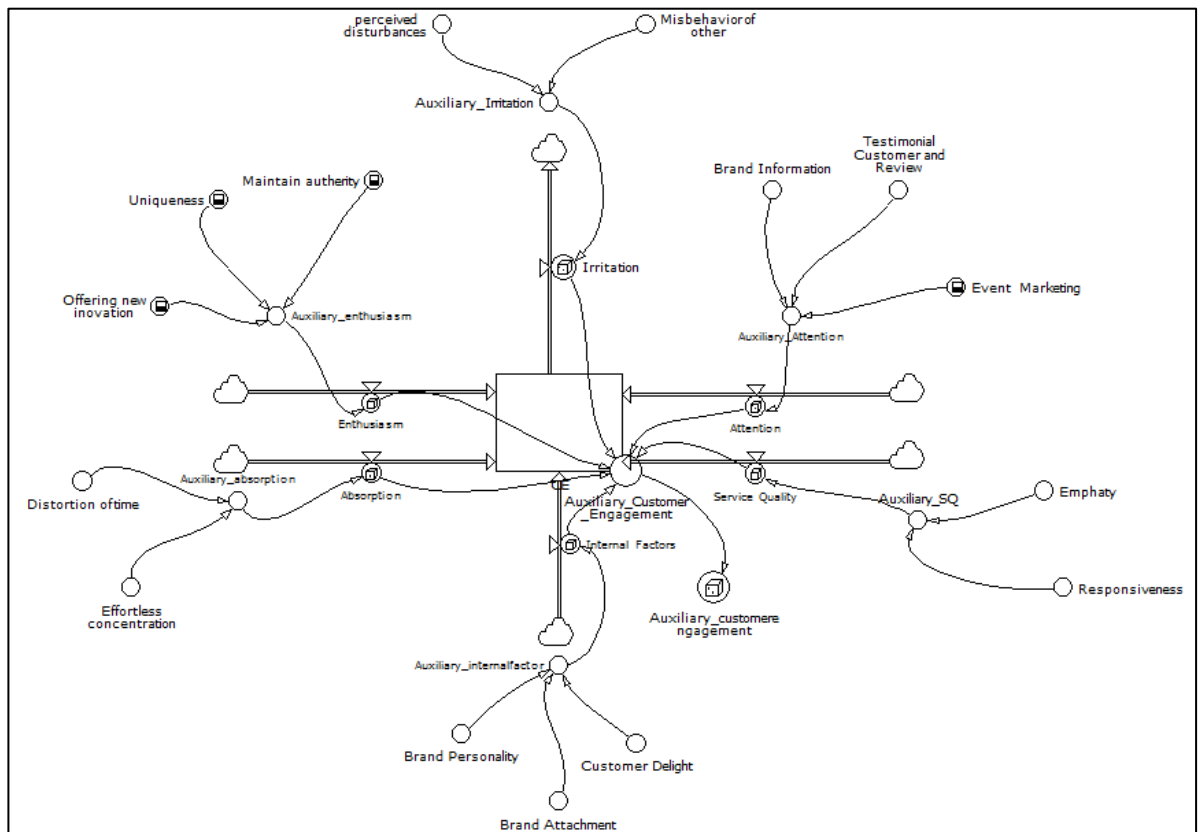 perceived
disturbances
Misbehaviorof
other
Auxiliary_Irritation
Testimonial
Customer and
Review
Brand Information
Maintain autherity
Uniqueness
Irritation
Offering new
inovation
Event Marketing
Auxiliary_enthusiasm
Auxiliary_Attention
Enthusiasm
Attention
Auxiliary_absorption
Absorption
Service Quality
Distortion oftime
CE
Auxiliary_Customer
_Engagement
Auxiliary_SQ
Emphaty
Internal Factors
Effortless
concentration
Responsiveness
Auxiliary_customere
ngagement
Auxiliary_internalfactor
Brand Personality
Customer Delight
Brand Attachment